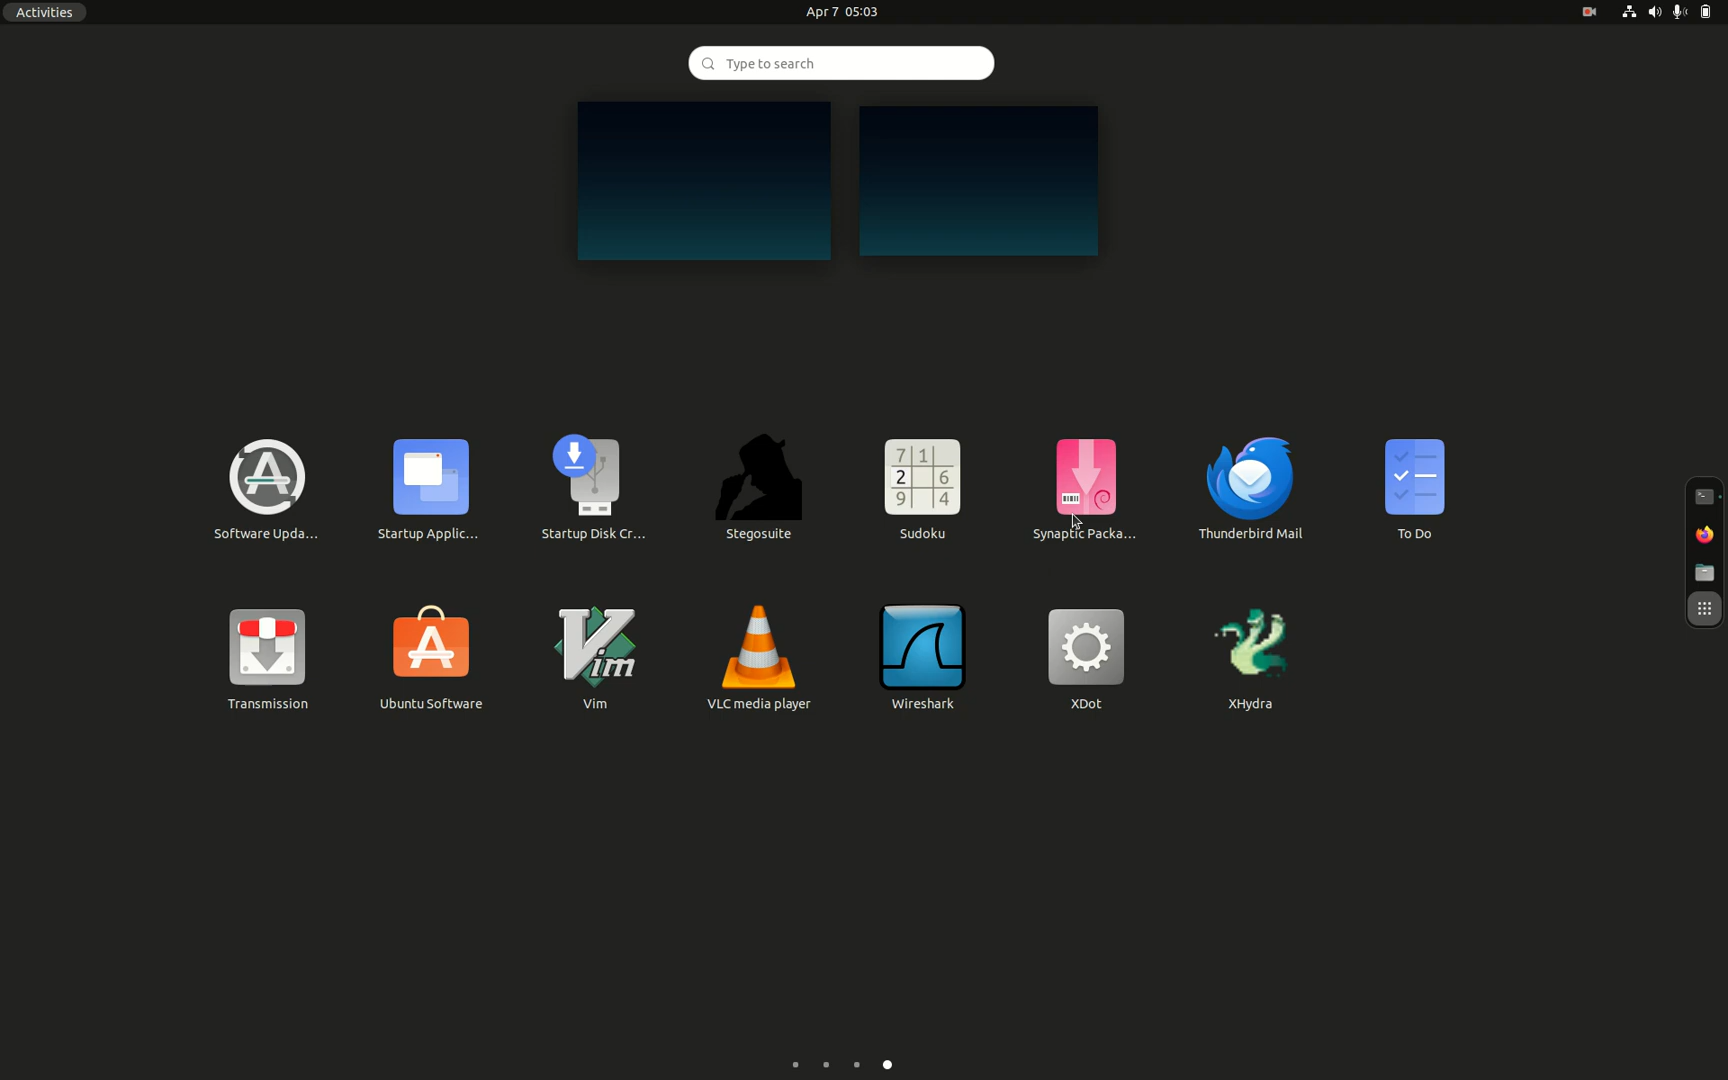 Activities
Apr 7 05:03
Type to search
Software Upda...
Startup Applic...
Startup Disk Cr...
Stegosuite
7 1
2 6
9 4
Sudoku
Synaptic Packa...
Thunderbird Mail
To Do
Transmission
Ubuntu Software
Vim
Vim
VLC media player
Wireshark
XDot
XHydra